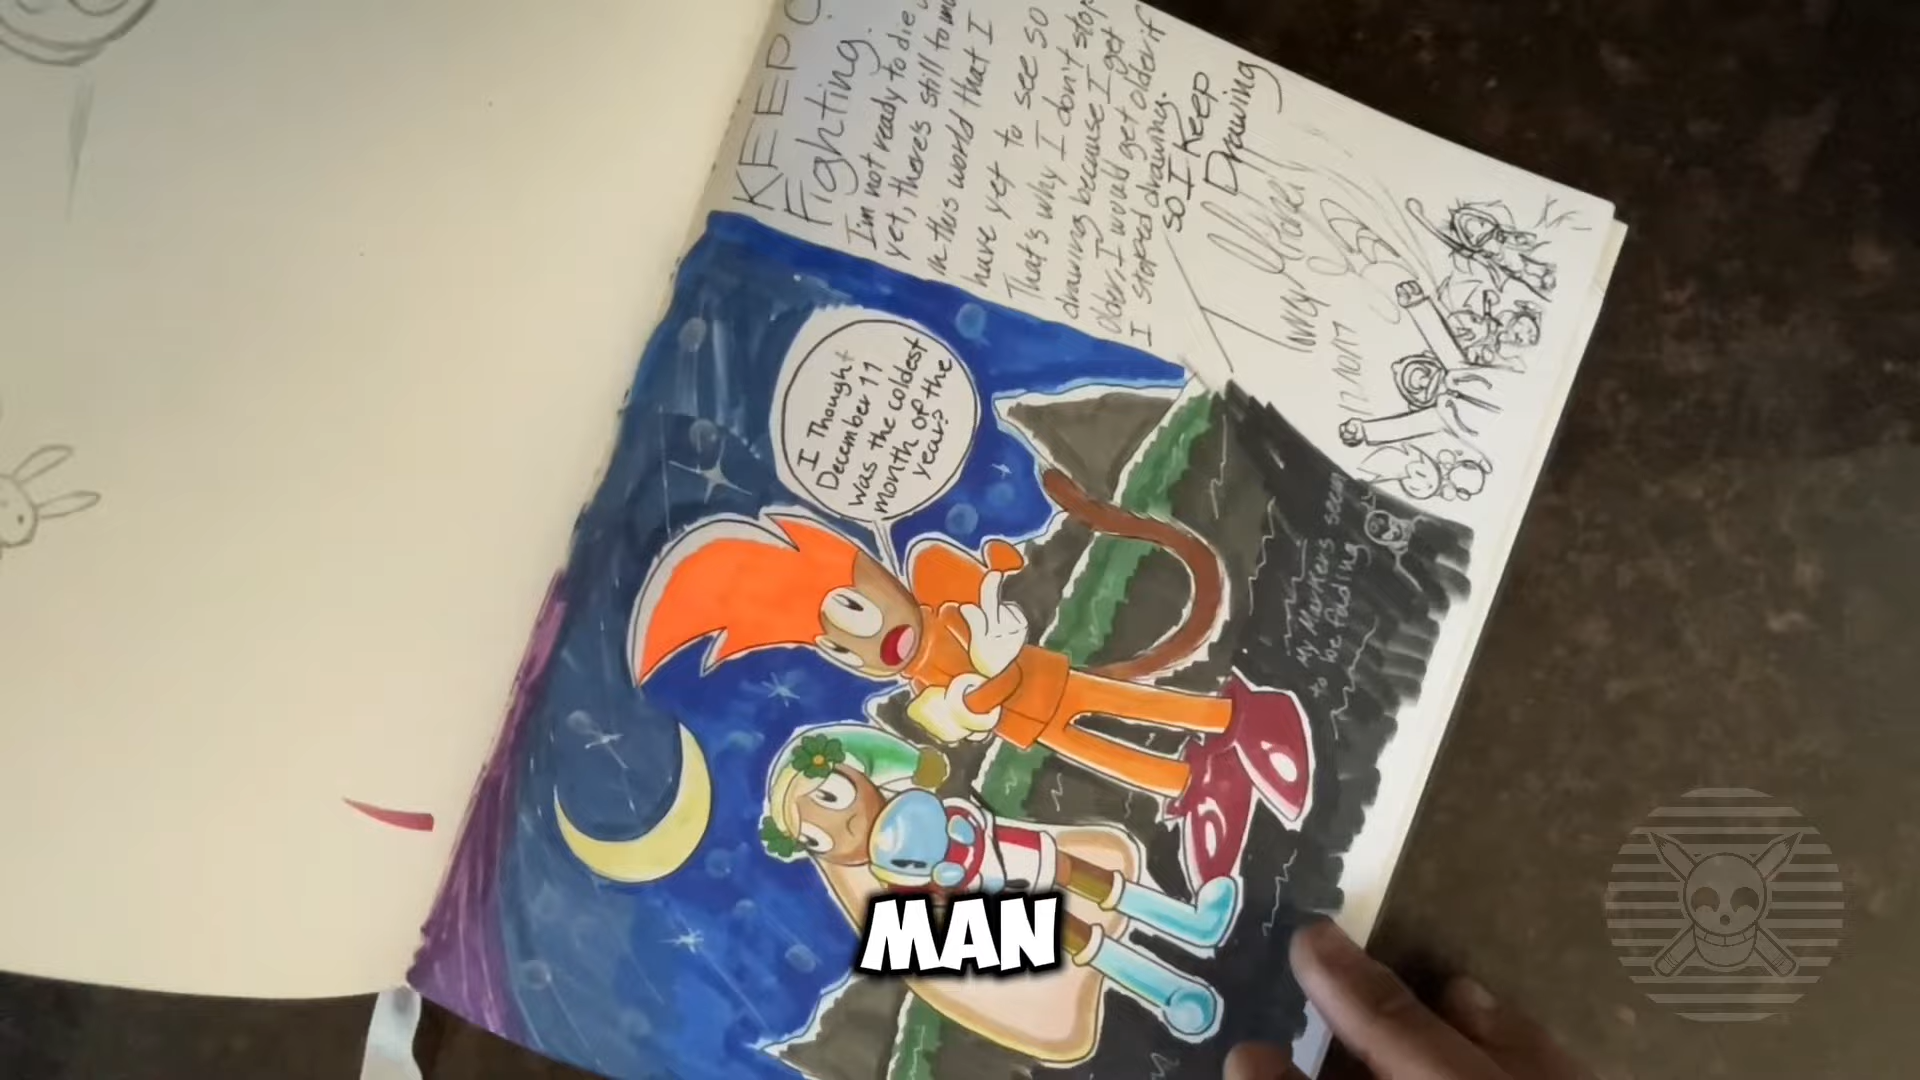 KEEP
Fighting.
I'm not ready to die
yet, there's still to
in this world that I
have yet to see so
That's why I don't stop
drawing because I get
older, I would get older if
I stopped drawing.
so I Keep
Drawing
I Thought
December 11
was the coldest
month of the
year?
My Markers seem
to be fading
MAN